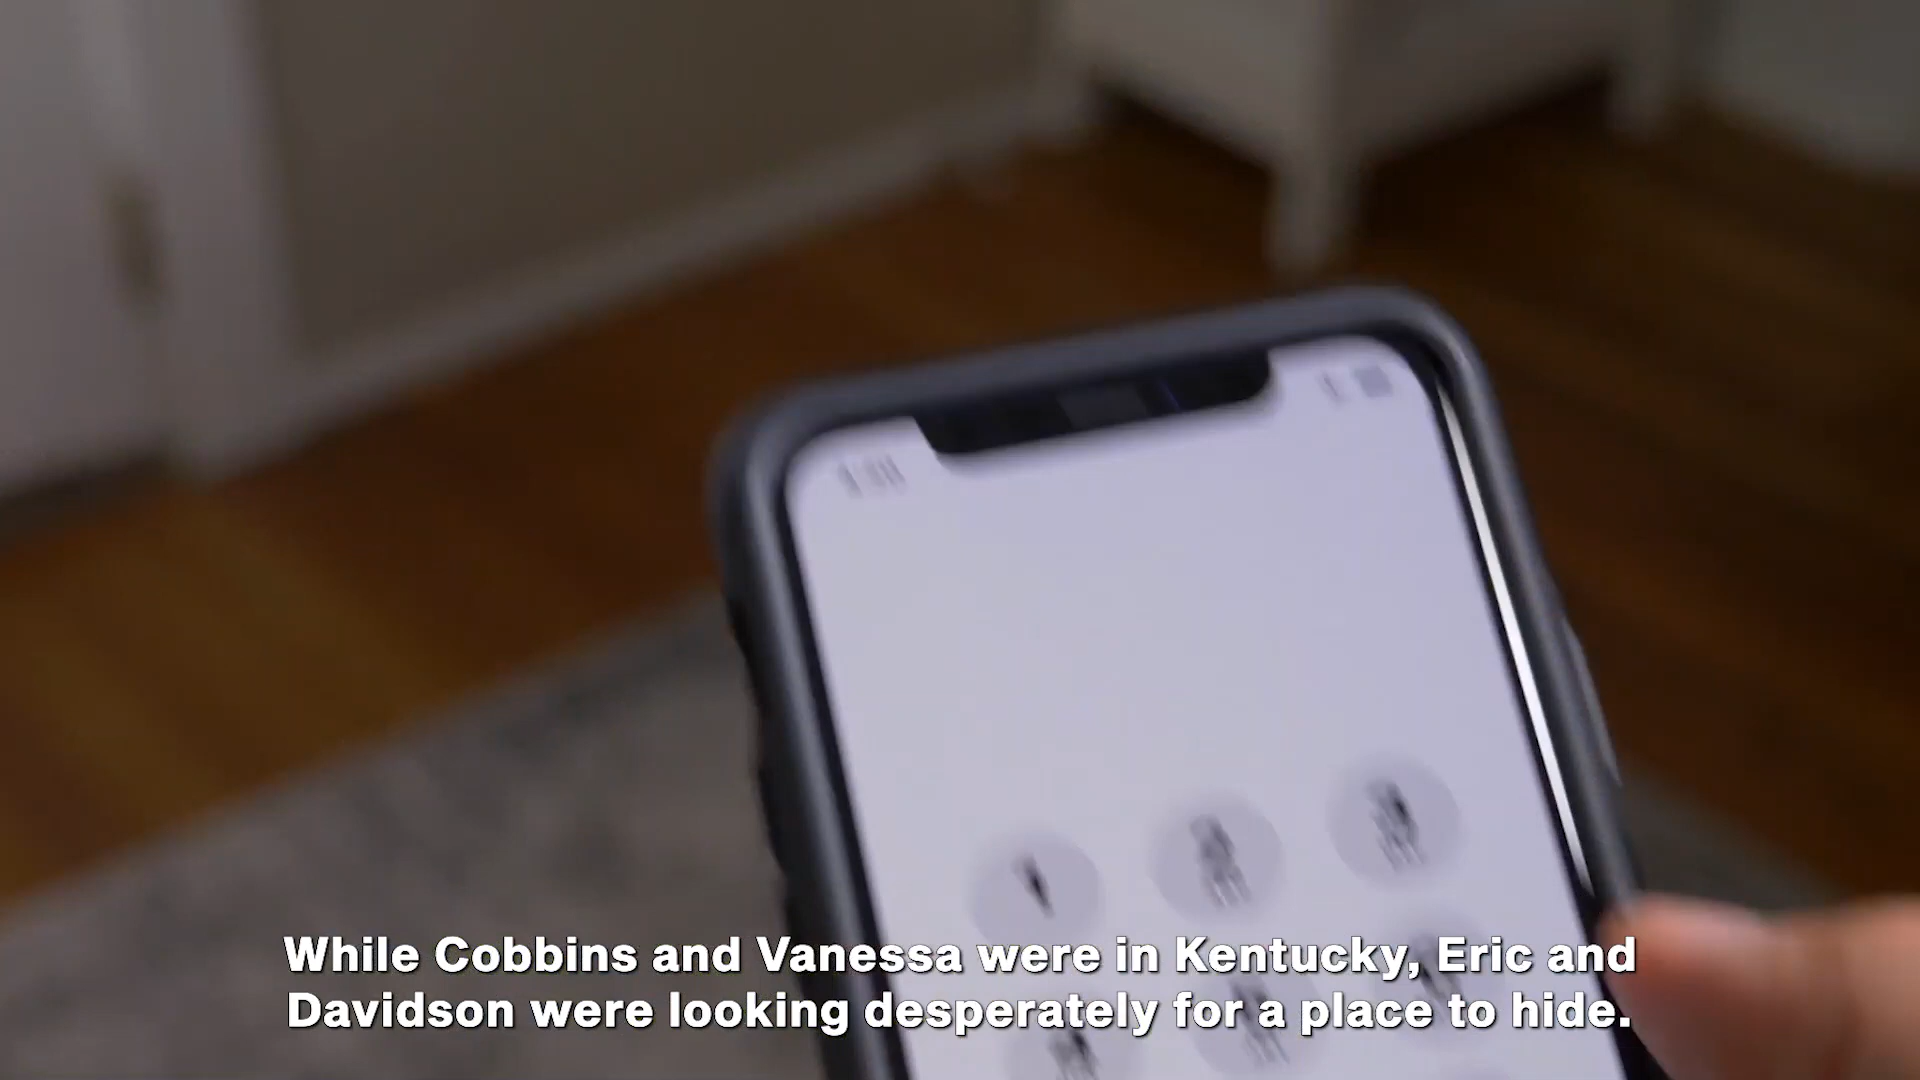 While Cobbins and Vanessa were in Kentucky, Eric and
Davidson were looking desperately for a place to hide.